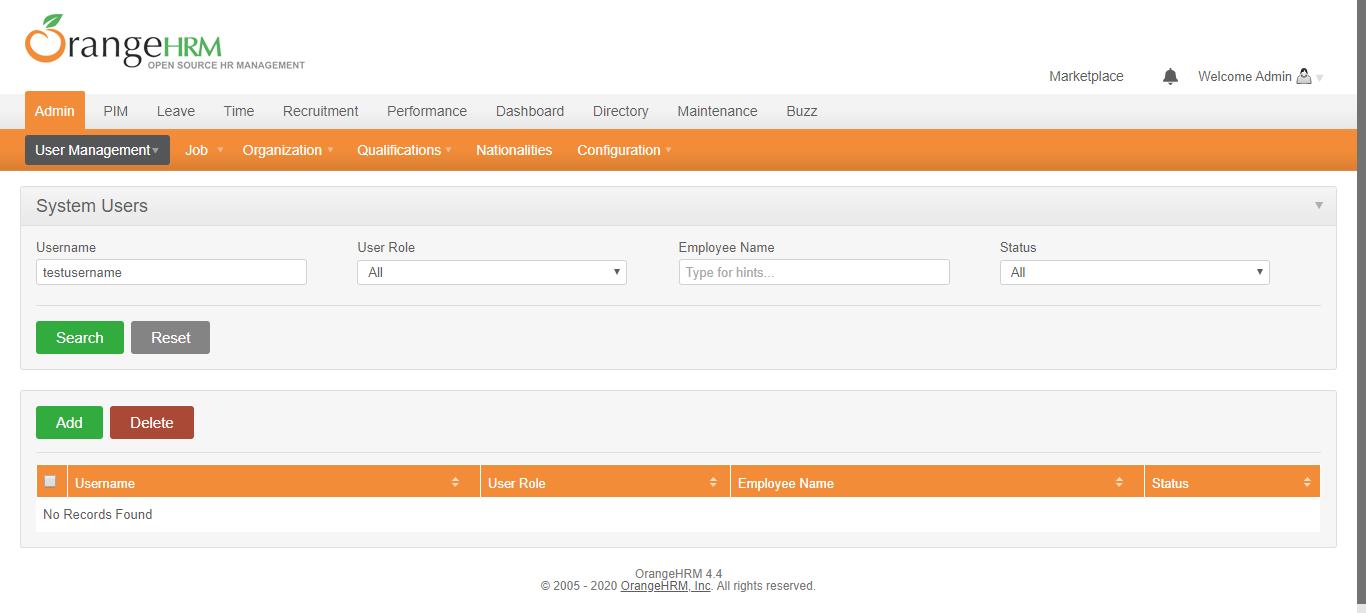 OrangeHRM
OPEN SOURCE HR MANAGEMENT
Marketplace Welcome Admin
Admin PIM Leave Time Recruitment Performance Dashboard Directory Maintenance Buzz
User Management Job Organization Qualifications Nationalities Configuration
System Users
Username User Role Employee Name Status
testusername All Type for hints... All
Search Reset
Add Delete
Username User Role Employee Name Status
No Records Found
OrangeHRM 4.4
© 2005 - 2020 OrangeHRM, Inc. All rights reserved.